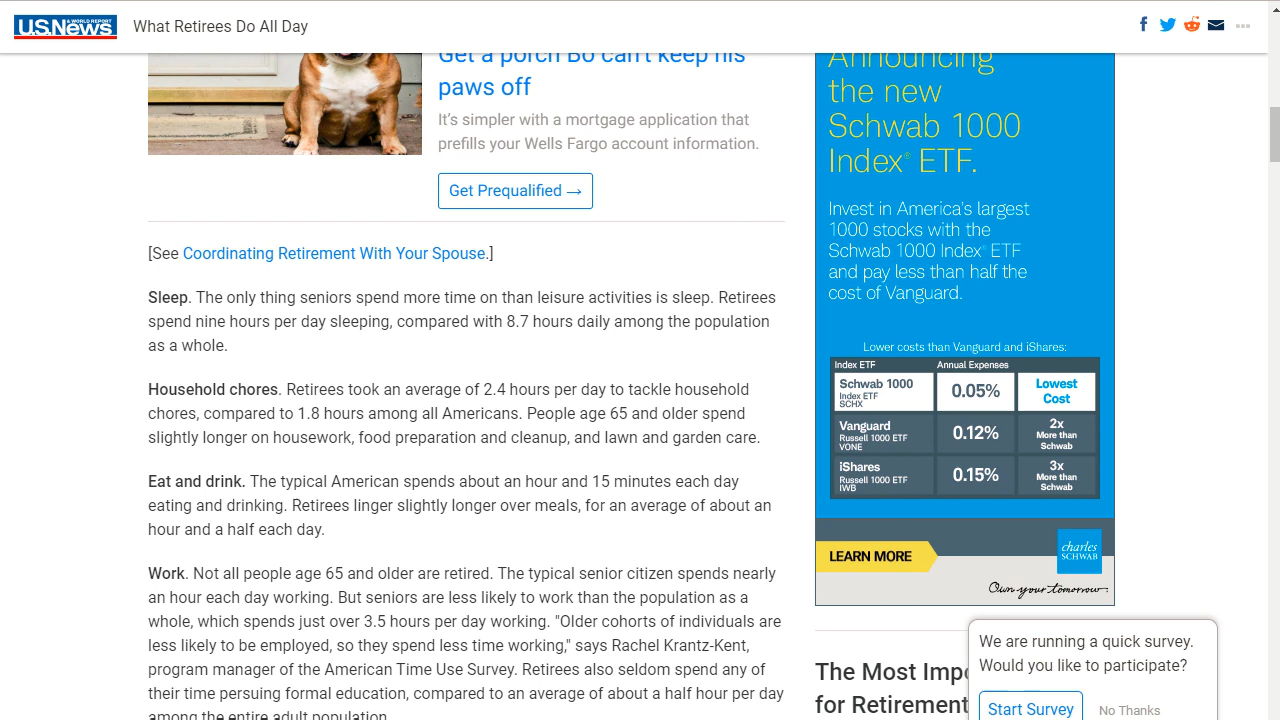 U.S.News
& WORLD REPORT
What Retirees Do All Day
Get a porch Bo can't keep his
paws off
It's simpler with a mortgage application that
prefills your Wells Fargo account information.
Get Prequalified →
[See Coordinating Retirement With Your Spouse.]
Sleep. The only thing seniors spend more time on than leisure activities is sleep. Retirees
spend nine hours per day sleeping, compared with 8.7 hours daily among the population
as a whole.
Household chores. Retirees took an average of 2.4 hours per day to tackle household
chores, compared to 1.8 hours among all Americans. People age 65 and older spend
slightly longer on housework, food preparation and cleanup, and lawn and garden care.
Eat and drink. The typical American spends about an hour and 15 minutes each day
eating and drinking. Retirees linger slightly longer over meals, for an average of about an
hour and a half each day.
Work. Not all people age 65 and older are retired. The typical senior citizen spends nearly
an hour each day working. But seniors are less likely to work than the population as a
whole, which spends just over 3.5 hours per day working. "Older cohorts of individuals are
less likely to be employed, so they spend less time working," says Rachel Krantz-Kent,
program manager of the American Time Use Survey. Retirees also seldom spend any of
their time persuing formal education, compared to an average of about a half hour per day
among the entire adult population.
Announcing
the new
Schwab 1000
Index® ETF.
Invest in America's largest
1000 stocks with the
Schwab 1000 Index® ETF
and pay less than half the
cost of Vanguard.
Lower costs than Vanguard and iShares:
Index ETF Annual Expenses
Schwab 1000
Index ETF
SCHX
0.05%
Lowest
Cost
Vanguard
Russell 1000 ETF
VONE
0.12%
2x
More than
Schwab
iShares
Russell 1000 ETF
IWB
0.15%
3x
More than
Schwab
LEARN MORE
charles
SCHWAB
Own your tomorrow.
The Most Impo
for Retirement
We are running a quick survey.
Would you like to participate?
Start Survey
No Thanks